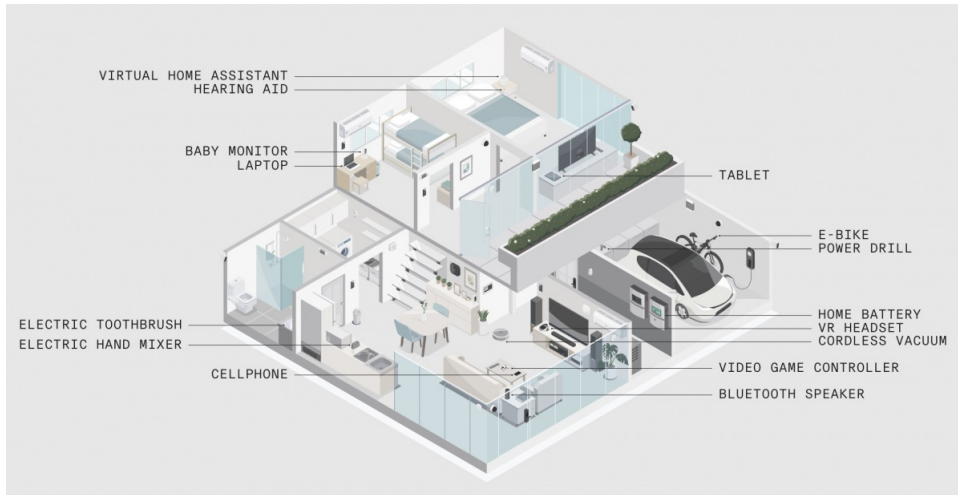 VIRTUAL HOME ASSISTANT
HEARING AID
BABY MONITOR
LAPTOP
TABLET
E-BIKE
POWER DRILL
ELECTRIC TOOTHBRUSH
ELECTRIC HAND MIXER
CELLPHONE
HOME BATTERY
VR HEADSET
CORDLESS VACUUM
VIDEO GAME CONTROLLER
BLUETOOTH SPEAKER